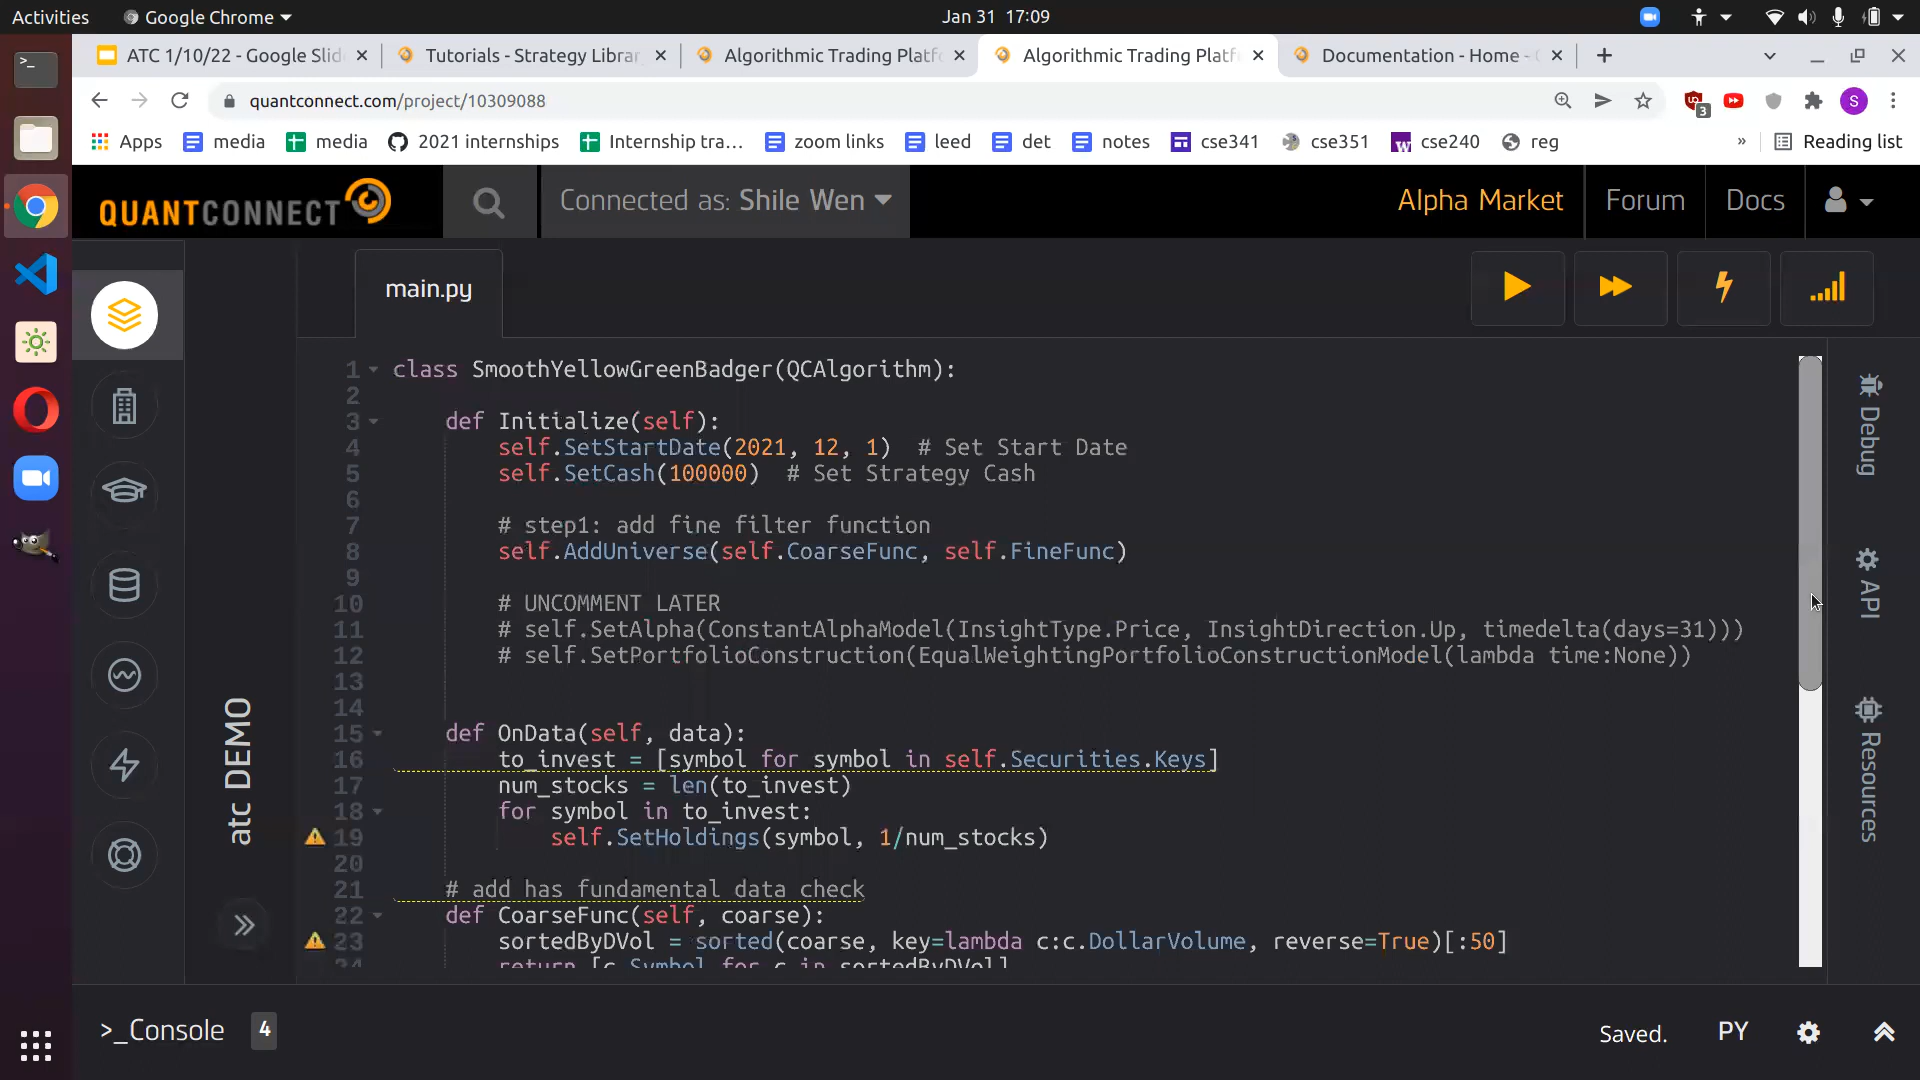 Activities
Google Chrome
Jan 31 17:09
ATC 1/10/22 - Google Slid
Tutorials - Strategy Librar
Algorithmic Trading Platf
Algorithmic Trading Platf
Documentation - Home -
quantconnect.com/project/10309088
3
S
Apps
media
media
2021 internships
Internship tra...
zoom links
leed
det
notes
cse341
cse351
cse240
reg
»
Reading list
QUANTCONNECT
Connected as: Shile Wen
Alpha Market
Forum
Docs
main.py
1 class SmoothYellowGreenBadger(QCAlgorithm):
2
3 def Initialize(self):
4 self.SetStartDate(2021, 12, 1)  # Set Start Date
5 self.SetCash(100000)  # Set Strategy Cash
6
7 # step1: add fine filter function
8 self.AddUniverse(self.CoarseFunc, self.FineFunc)
9
10 # UNCOMMENT LATER
11 # self.SetAlpha(ConstantAlphaModel(InsightType.Price, InsightDirection.Up, timedelta(days=31)))
12 # self.SetPortfolioConstruction(EqualWeightingPortfolioConstructionModel(lambda time:None))
13
14
15 def OnData(self, data):
16 to_invest = [symbol for symbol in self.Securities.Keys]
17 num_stocks = len(to_invest)
18 for symbol in to_invest:
19 self.SetHoldings(symbol, 1/num_stocks)
20
21 # add has fundamental data check
22 def CoarseFunc(self, coarse):
23 sortedByDVol = sorted(coarse, key=lambda c:c.DollarVolume, reverse=True)[:50]
24 return [c.Symbol for c in sortedByDVol]
atc DEMO
Debug
API
Resources
>_Console
4
Saved.
PY